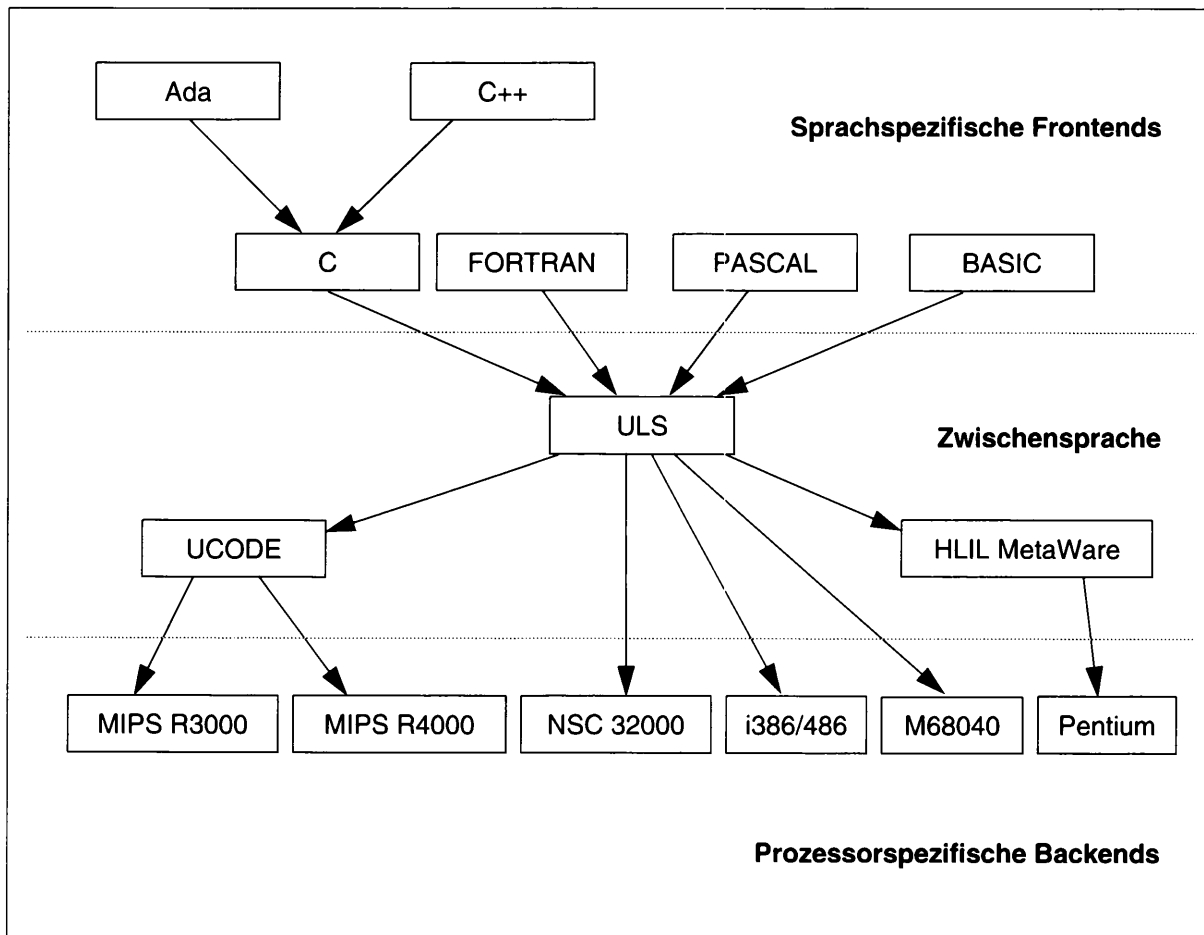 Ada
C++
Sprachspezifische Frontends
C
FORTRAN
PASCAL
BASIC
ULS
Zwischensprache
UCODE
HLIL MetaWare
MIPS R3000
MIPS R4000
NSC 32000
i386/486
M68040
Pentium
Prozessorspezifische Backends